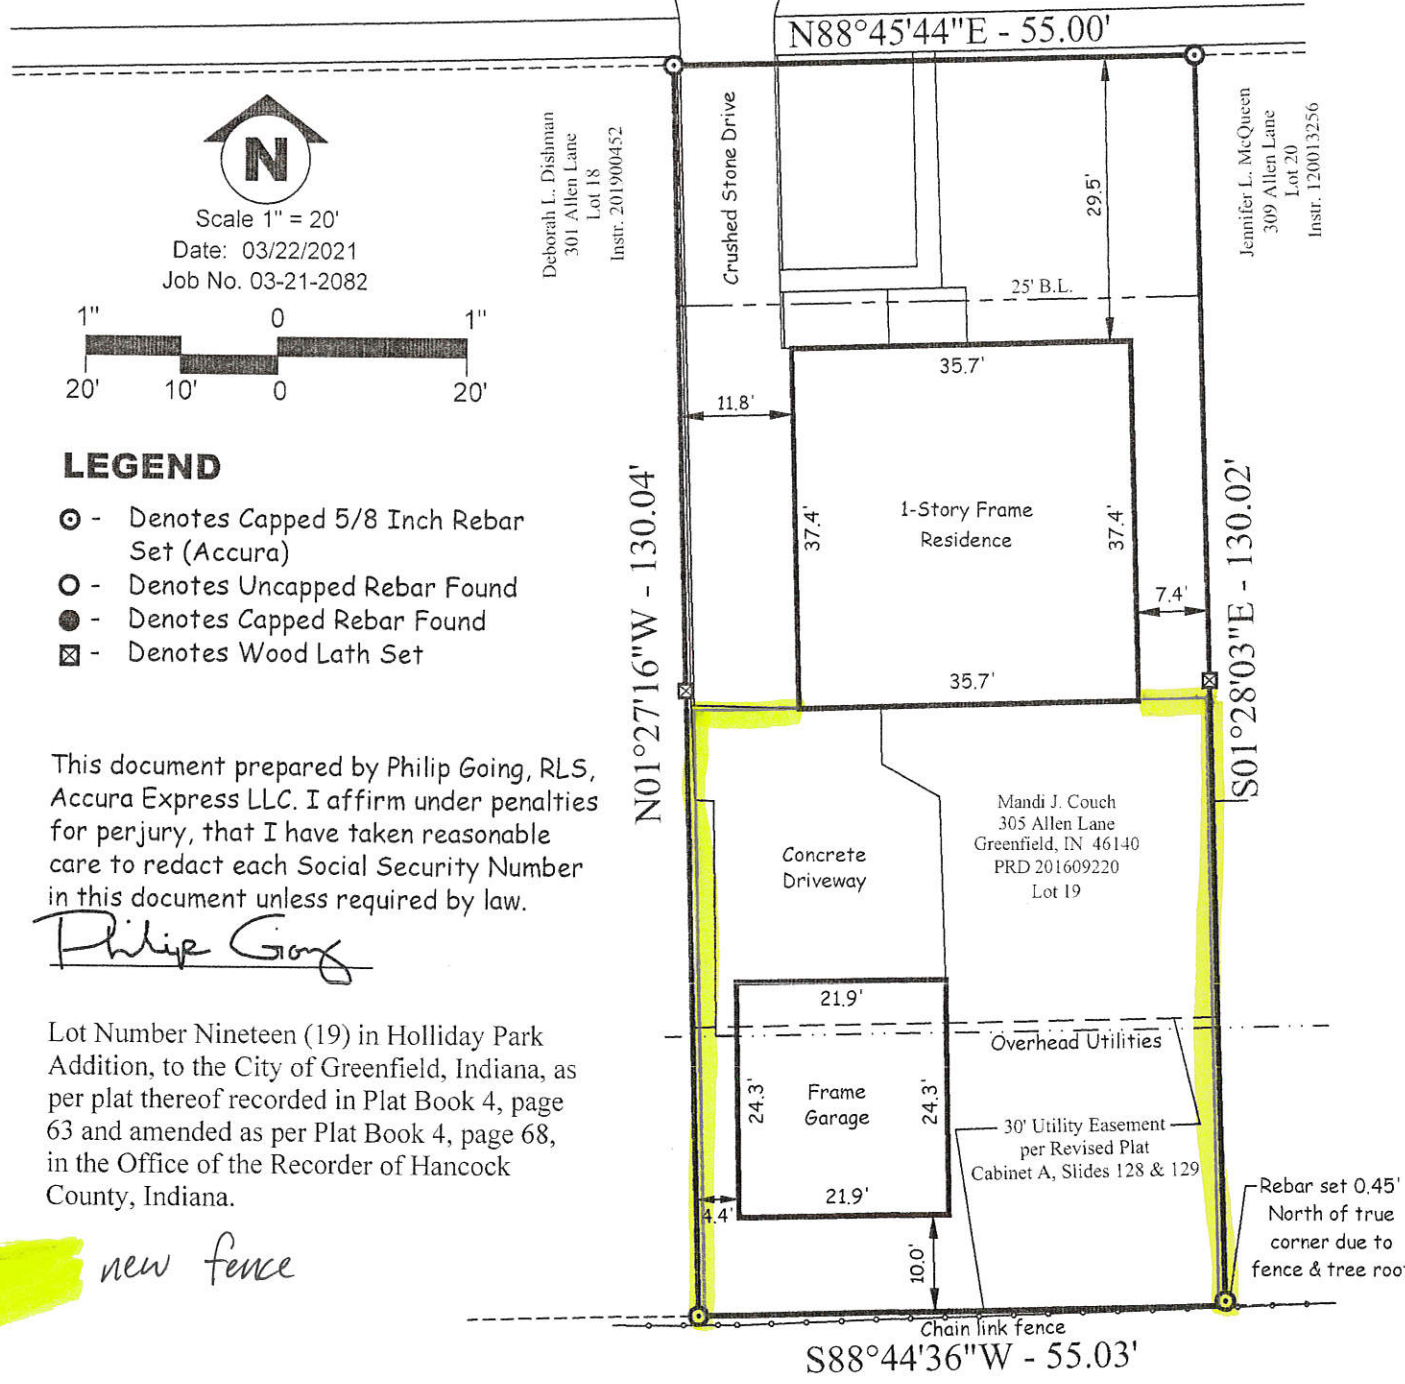 N88°45'44"E - 55.00'
N
Scale 1" = 20'
Date: 03/22/2021
Job No. 03-21-2082
1" 0 1"
20' 10' 0 20'
LEGEND
- Denotes Capped 5/8 Inch Rebar
Set (Accura)
- Denotes Uncapped Rebar Found
- Denotes Capped Rebar Found
- Denotes Wood Lath Set
This document prepared by Philip Going, RLS,
Accura Express LLC. I affirm under penalties
for perjury, that I have taken reasonable
care to redact each Social Security Number
in this document unless required by law.
Philip Going
Lot Number Nineteen (19) in Holliday Park
Addition, to the City of Greenfield, Indiana, as
per plat thereof recorded in Plat Book 4, page
63 and amended as per Plat Book 4, page 68,
in the Office of the Recorder of Hancock
County, Indiana.
new fence
Deborah L. Dishman
301 Allen Lane
Lot 18
Instr. 201900452
Crushed Stone Drive
29.5'
Jennifer L. McQueen
309 Allen Lane
Lot 20
Instr. 120013256
25' B.L.
35.7'
11.8'
N01°27'16"W - 130.04'
37.4'
1-Story Frame
Residence
37.4'
7.4'
S01°28'03"E - 130.02'
35.7'
Concrete
Driveway
Mandi J. Couch
305 Allen Lane
Greenfield, IN 46140
PRD 201609220
Lot 19
21.9'
Overhead Utilities
24.3'
Frame
Garage
24.3'
30' Utility Easement
per Revised Plat
Cabinet A, Slides 128 & 129
21.9'
4.4'
10.0'
Rebar set 0.45'
North of true
corner due to
fence & tree roo
Chain link fence
S88°44'36"W - 55.03'